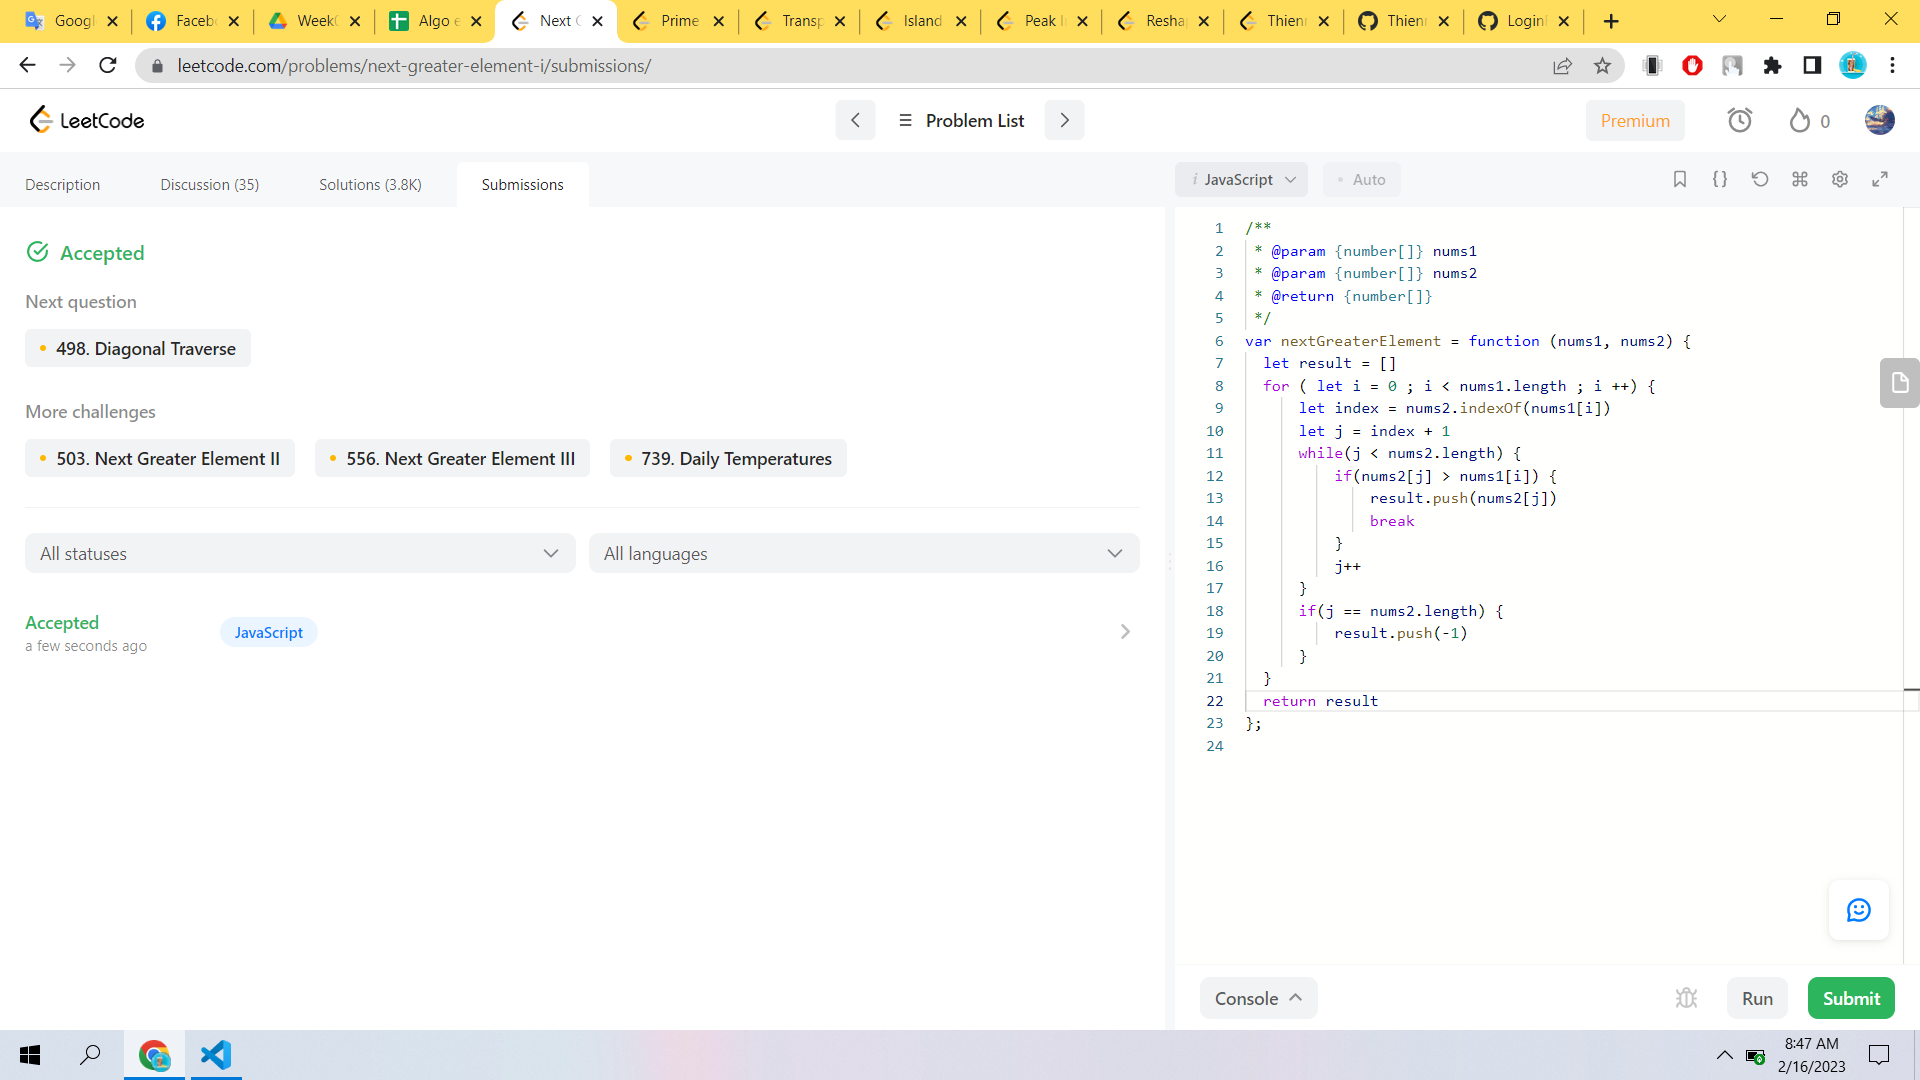 Googl
Faceb
Week
Algo e
Next
Prime
Transp
Island
Peak I
Resha
Thien
Thien
Login
leetcode.com/problems/next-greater-element-i/submissions/
LeetCode
Problem List
Premium
0
Description
Discussion (35)
Solutions (3.8K)
Submissions
i JavaScript
• Auto
Accepted
Next question
498. Diagonal Traverse
More challenges
503. Next Greater Element II
556. Next Greater Element III
739. Daily Temperatures
All statuses
All languages
Accepted
a few seconds ago
JavaScript
1 /**
2 * @param {number[]} nums1
3 * @param {number[]} nums2
4 * @return {number[]}
5 */
6 var nextGreaterElement = function (nums1, nums2) {
7 let result = []
8 for ( let i = 0 ; i < nums1.length ; i ++) {
9 let index = nums2.indexOf(nums1[i])
10 let j = index + 1
11 while(j < nums2.length) {
12 if(nums2[j] > nums1[i]) {
13 result.push(nums2[j])
14 break
15 }
16 j++
17 }
18 if(j == nums2.length) {
19 result.push(-1)
20 }
21 }
22 return result
23 };
24
Console
Run
Submit
8:47 AM
2/16/2023